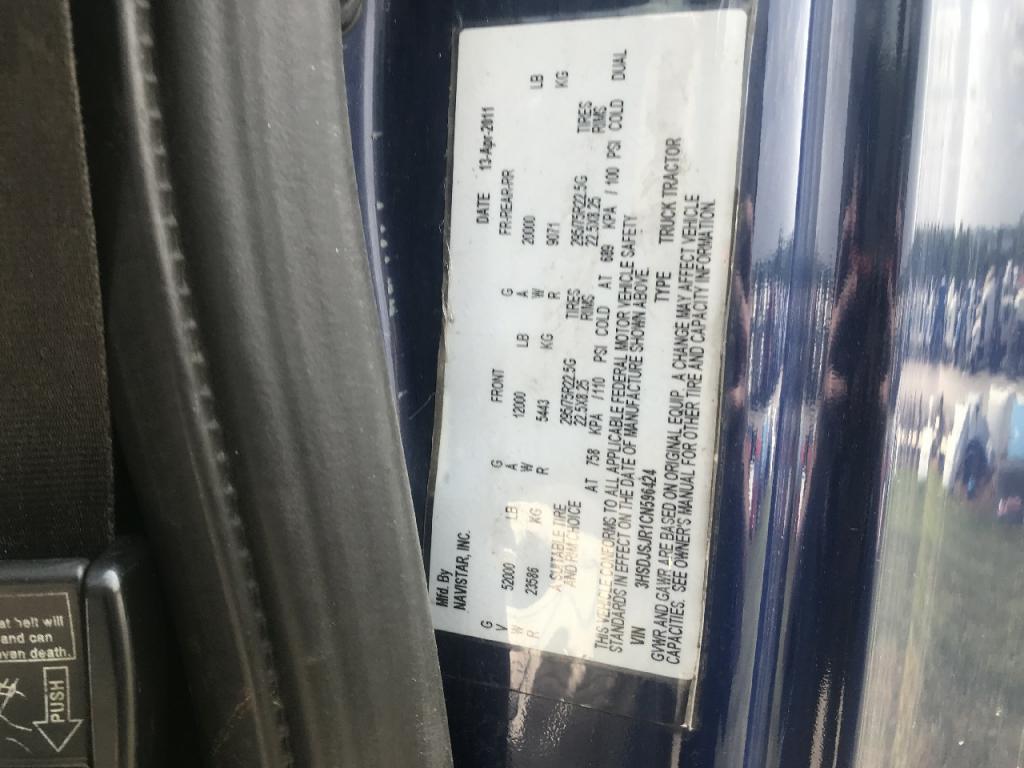 Mfd. By
NAVISTAR, INC.
DATE 13-Apr-2011
G V W R
52000 LB
23586 KG
G A W R
FRONT
12000 LB
5443 KG
G A W R
FR-REAR-RR
20000 LB
9071 KG
A SUITABLE TIRE
AND RIM CHOICE
295/75R22.5G TIRES
22.5X8.25 RIMS
295/75R22.5G TIRES
22.5X8.25 RIMS
AT 758 KPA / 110 PSI COLD AT 689 KPA / 100 PSI COLD DUAL
THIS VEHICLE CONFORMS TO ALL APPLICABLE FEDERAL MOTOR VEHICLE SAFETY
STANDARDS IN EFFECT ON THE DATE OF MANUFACTURE SHOWN ABOVE.
VIN 3HSDJSJR1CN596424 TYPE TRUCK TRACTOR
GVWR AND GAWR ARE BASED ON ORIGINAL EQUIP. A CHANGE MAY AFFECT VEHICLE
CAPACITIES. SEE OWNER'S MANUAL FOR OTHER TIRE AND CAPACITY INFORMATION.
at belt will
and can
even death.
PUSH